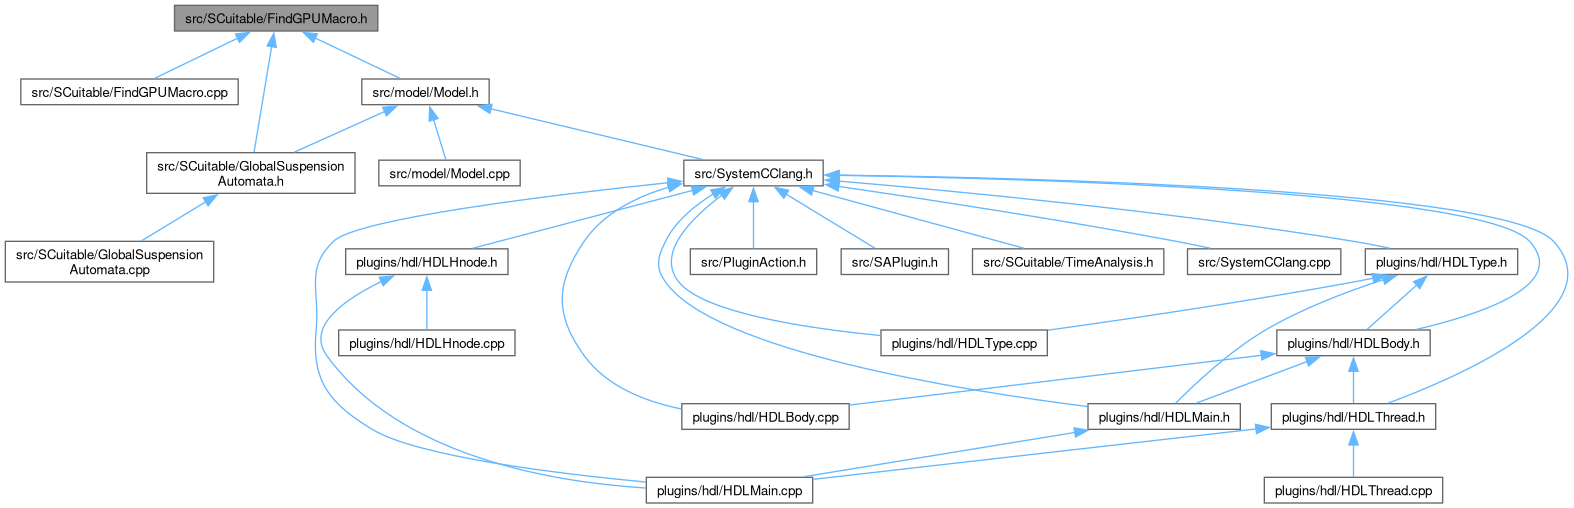 src/SCuitable/FindGPUMacro.h
src/SCuitable/FindGPUMacro.cpp
src/model/Model.h
src/SCuitable/GlobalSuspension
Automata.h
src/model/Model.cpp
src/SystemCClang.h
src/SCuitable/GlobalSuspension
Automata.cpp
plugins/hdl/HDLHnode.h
src/PluginAction.h
src/SAPlugin.h
src/SCuitable/TimeAnalysis.h
src/SystemCClang.cpp
plugins/hdl/HDLType.h
plugins/hdl/HDLHnode.cpp
plugins/hdl/HDLType.cpp
plugins/hdl/HDLBody.h
plugins/hdl/HDLBody.cpp
plugins/hdl/HDLMain.h
plugins/hdl/HDLThread.h
plugins/hdl/HDLMain.cpp
plugins/hdl/HDLThread.cpp